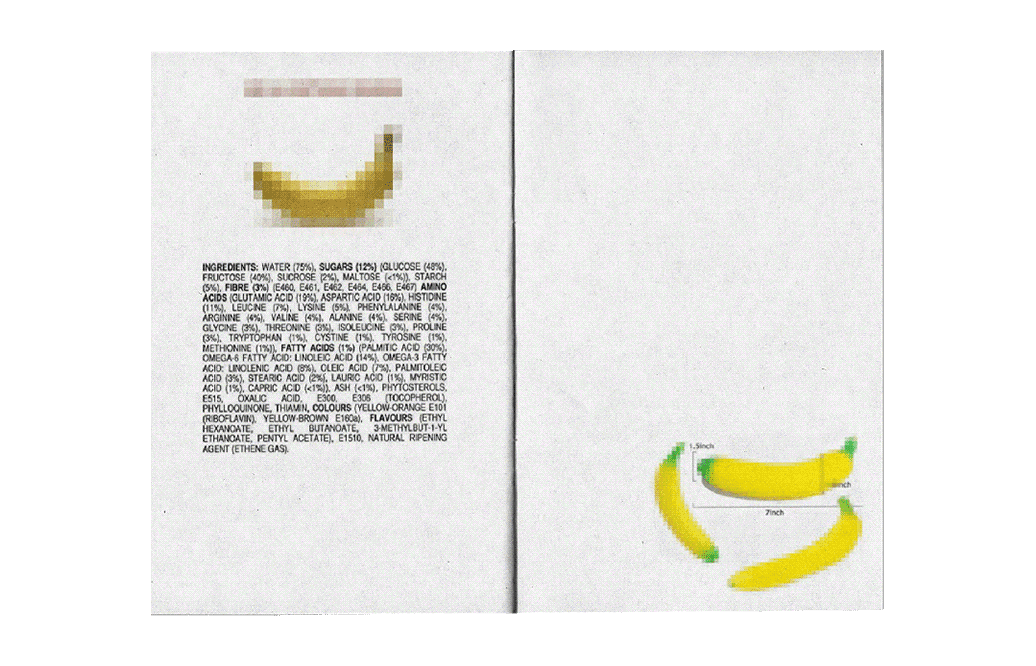 INGREDIENTS: WATER (75%), SUGARS (12%) (GLUCOSE (48%),
FRUCTOSE (40%), SUCROSE (2%), MALTOSE (<1%)), STARCH
(5%), FIBRE (3%) (E460, E461, E462, E464, E466, E467) AMINO
ACIDS (GLUTAMIC ACID (19%), ASPARTIC ACID (16%), HISTIDINE
(11%), LEUCINE (7%), LYSINE (5%), PHENYLALANINE (4%),
ARGININE (4%), VALINE (4%), ALANINE (4%), SERINE (4%),
GLYCINE (3%), THREONINE (3%), ISOLEUCINE (3%), PROLINE
(3%), TRYPTOPHAN (1%), CYSTINE (1%), TYROSINE (1%),
METHIONINE (1%)), FATTY ACIDS (1%) (PALMITIC ACID (30%),
OMEGA-6 FATTY ACID: LINOLEIC ACID (14%), OMEGA-3 FATTY
ACID: LINOLENIC ACID (8%), OLEIC ACID (7%), PALMITOLEIC
ACID (3%), STEARIC ACID (2%), LAURIC ACID (1%), MYRISTIC
ACID (1%), CAPRIC ACID (<1%)), ASH (<1%), PHYTOSTEROLS,
E515, OXALIC ACID, E300, E306 (TOCOPHEROL),
PHYLLOQUINONE, THIAMIN, COLOURS (YELLOW-ORANGE E101
(RIBOFLAVIN), YELLOW-BROWN E160a), FLAVOURS (ETHYL
HEXANOATE, ETHYL BUTANOATE, 3-METHYLBUT-1-YL
ETHANOATE, PENTYL ACETATE), E1510, NATURAL RIPENING
AGENT (ETHENE GAS).
1.5inch
7inch